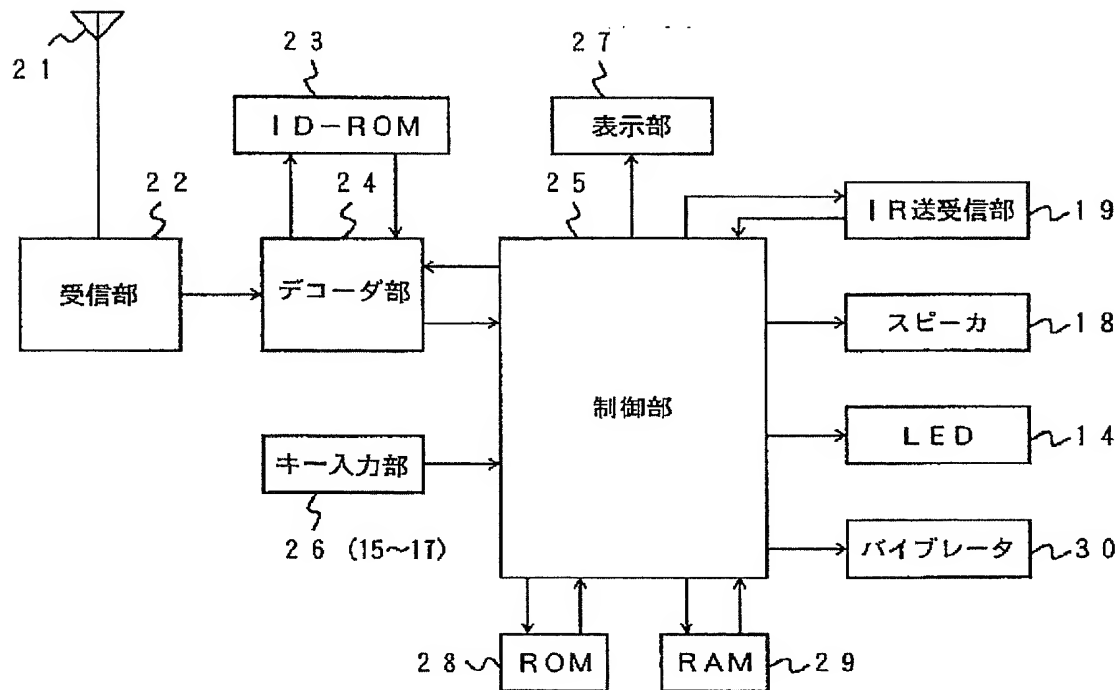 21
23
ID-ROM
27
表示部
22
24
25
IR送受信部
19
受信部
デコーダ部
スピーカ
18
制御部
キー入力部
LED
14
26 (15~17)
バイブレータ
30
28
ROM
RAM
29